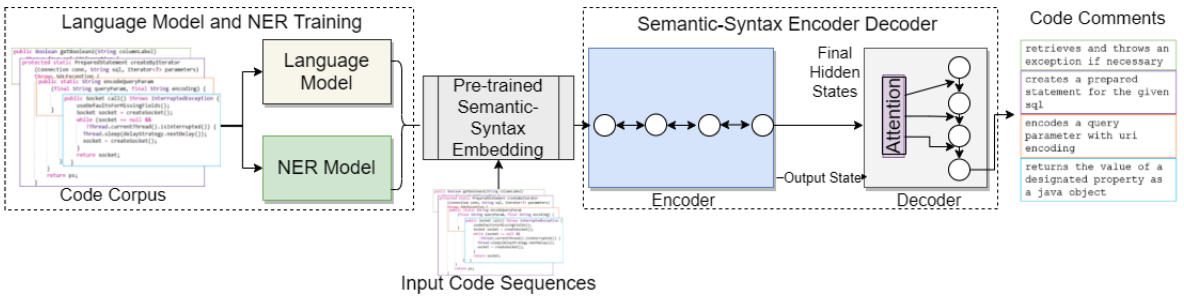 Language Model and NER Training
public Boolean getBoolean2(String columnLabel)
protected static PreparedStatement createByIterator
(Connection conn, String sql, Iterator<?> parameters)
throws SQLException {
public static String encodeQueryParam
(final String queryParam, final String encoding) {
public Socket call() throws InterruptedException {
useDefaultsForMissingFields();
Socket socket = createSocket();
while (socket == null &&
!Thread.currentThread().isInterrupted()) {
Thread.sleep(delayStrategy.nextDelay());
socket = createSocket();
}
return socket;
}
return ps;
}
Code Corpus
Language
Model
NER Model
Pre-trained
Semantic-
Syntax
Embedding
Input Code Sequences
Semantic-Syntax Encoder Decoder
Encoder
Final
Hidden
States
Output State
Attention
Decoder
Code Comments
retrieves and throws an
exception if necessary
creates a prepared
statement for the given
sql
encodes a query
parameter with uri
encoding
returns the value of a
designated property as
a java object